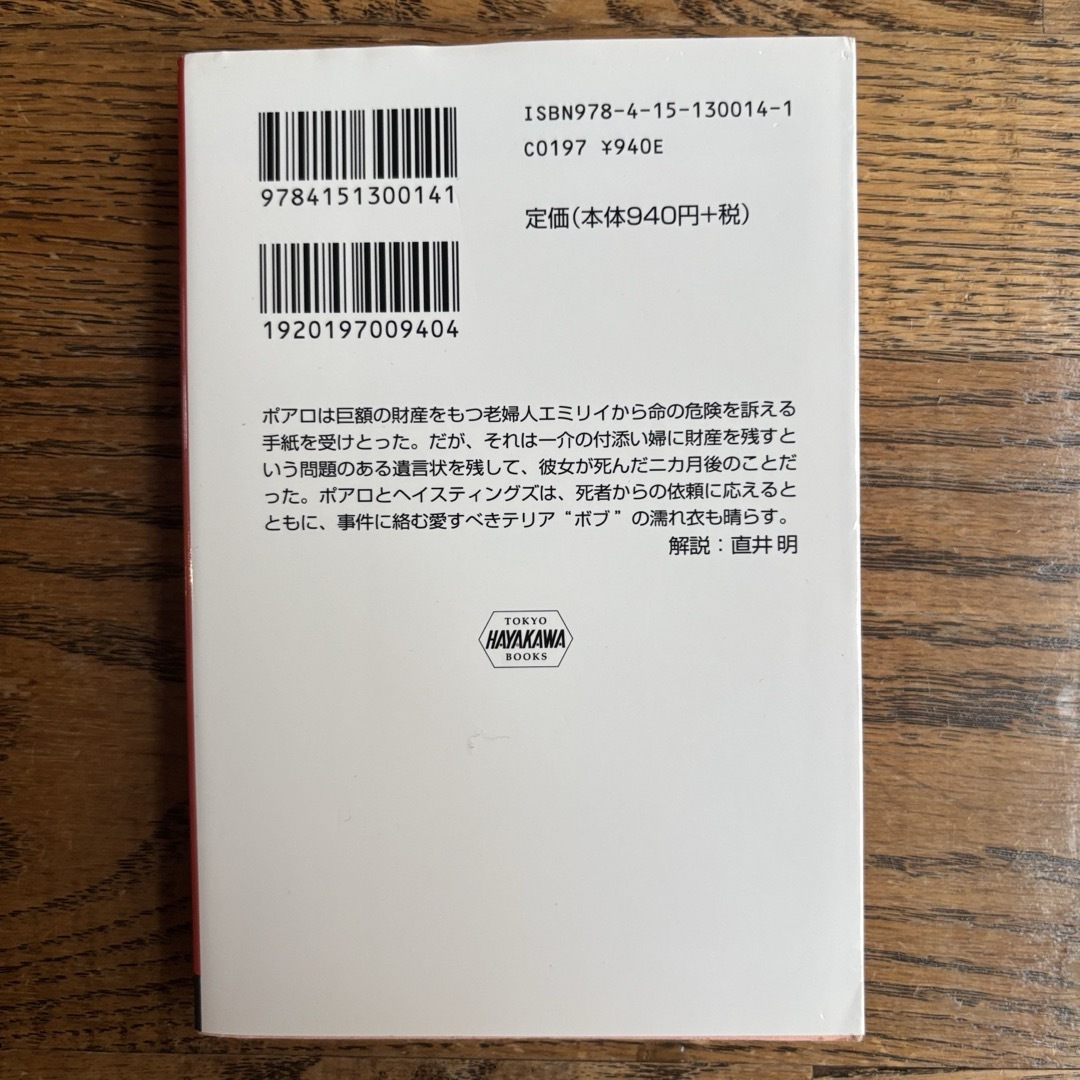 ISBN978-4-15-130014-1
C0197 ¥940E
9784151300141
定価(本体940円+税)
1920197009404
ポアロは巨額の財産をもつ老婦人エミリイから命の危険を訴える
手紙を受けとった。だが、それは一介の付添い婦に財産を残すと
いう問題のある遺言状を残して、彼女が死んだ二カ月後のことだ
った。ポアロとヘイスティングズは、死者からの依頼に応えると
ともに、事件に絡む愛すべきテリア“ボブ”の濡れ衣も晴らす。
解説：直井 明
TOKYO
HAYAKAWA
BOOKS